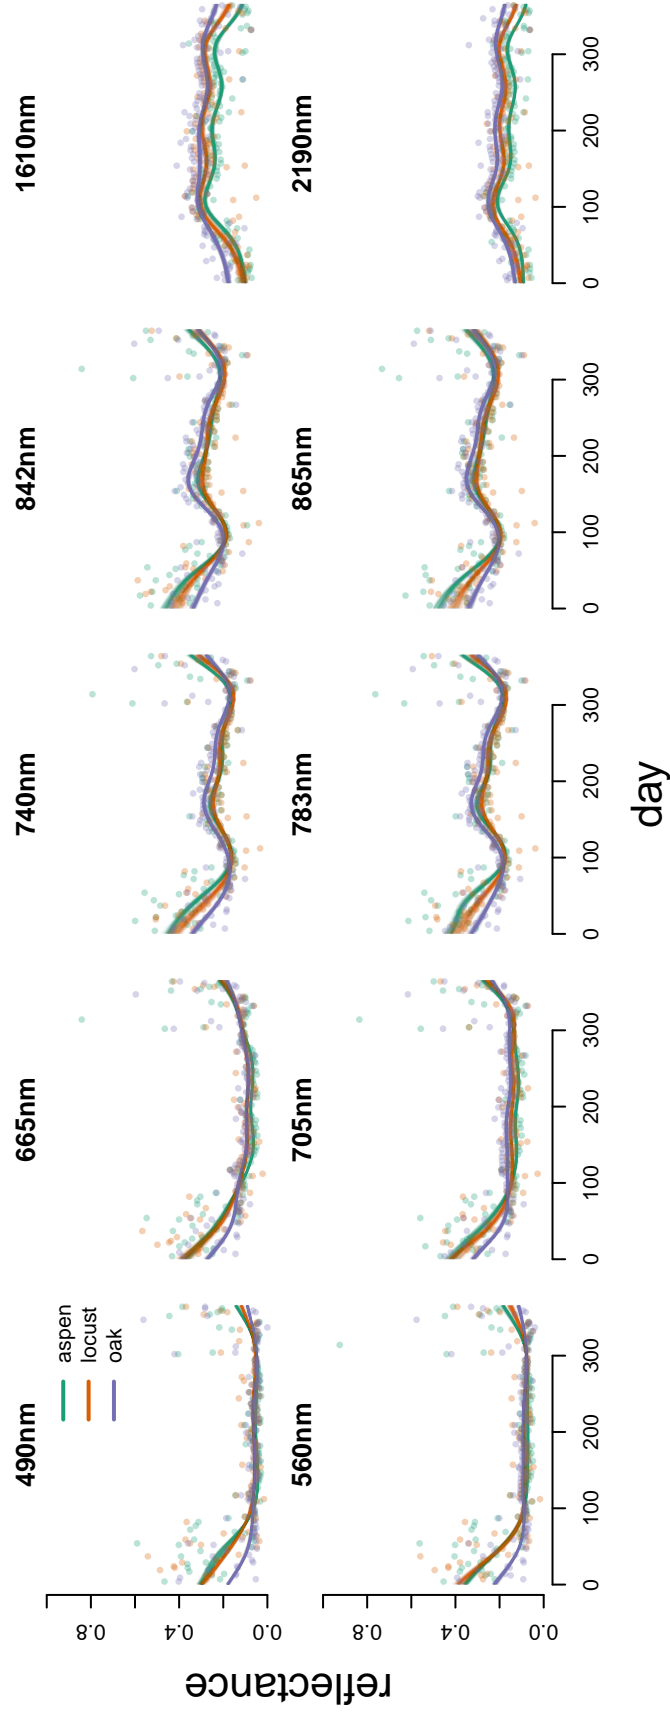 490nm
665nm
740nm
842nm
1610nm
aspen
locust
oak
0.0 0.4 0.8
560nm
705nm
783nm
865nm
2190nm
0.0 0.4 0.8
0 100 200 300
0 100 200 300
0 100 200 300
0 100 200 300
0 100 200 300
day
reflectance